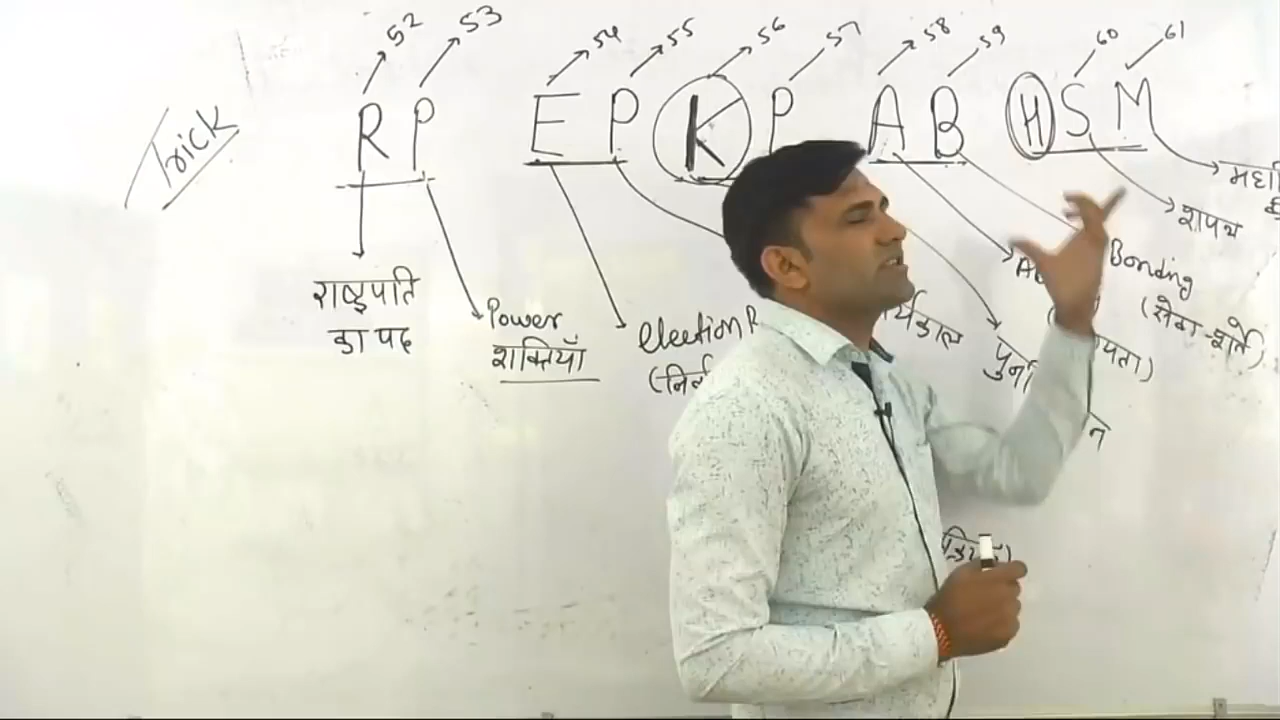 52 53 54 55 56 57 58 59 60 61
Trick
R P E P K P A B H S M
शपथ
राष्ट्रपति
का पद
Power
शक्तियाँ
Election
Bonding
(सेवा शर्ते)